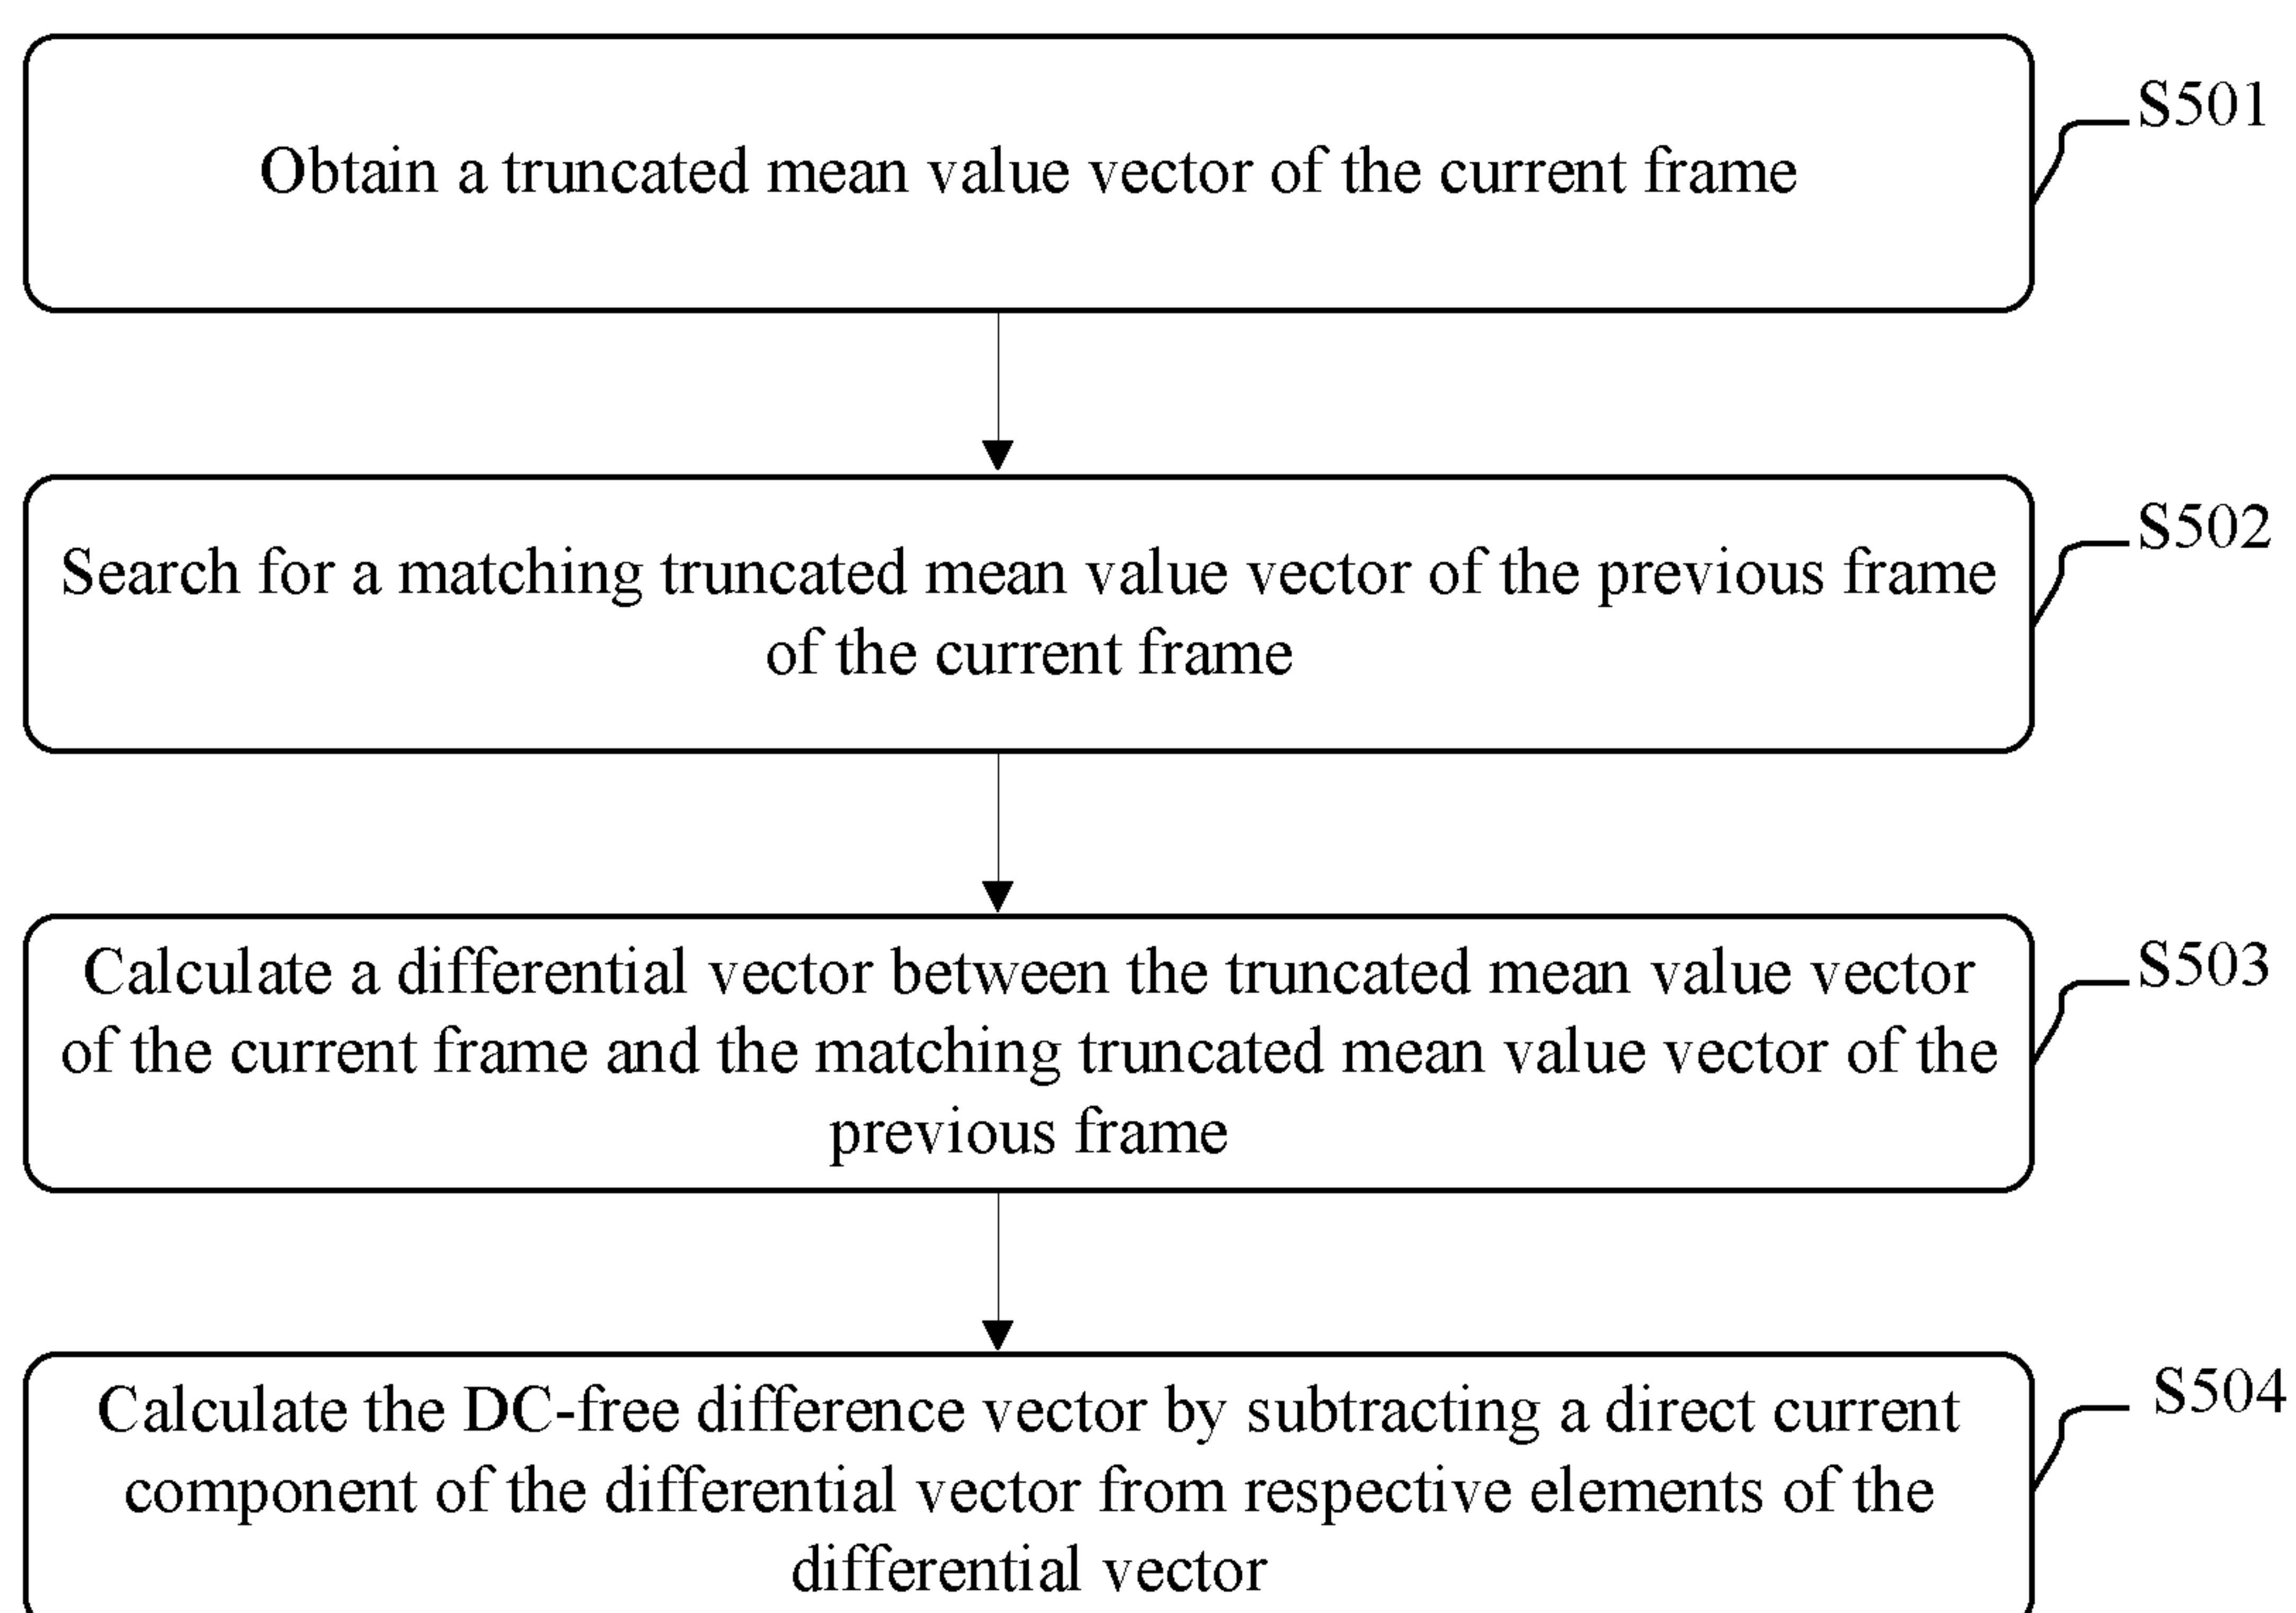 Obtain a truncated mean value vector of the current frame
S501
Search for a matching truncated mean value vector of the previous frame
of the current frame
S502
Calculate a differential vector between the truncated mean value vector
of the current frame and the matching truncated mean value vector of the
previous frame
S503
Calculate the DC-free difference vector by subtracting a direct current
component of the differential vector from respective elements of the
differential vector
S504